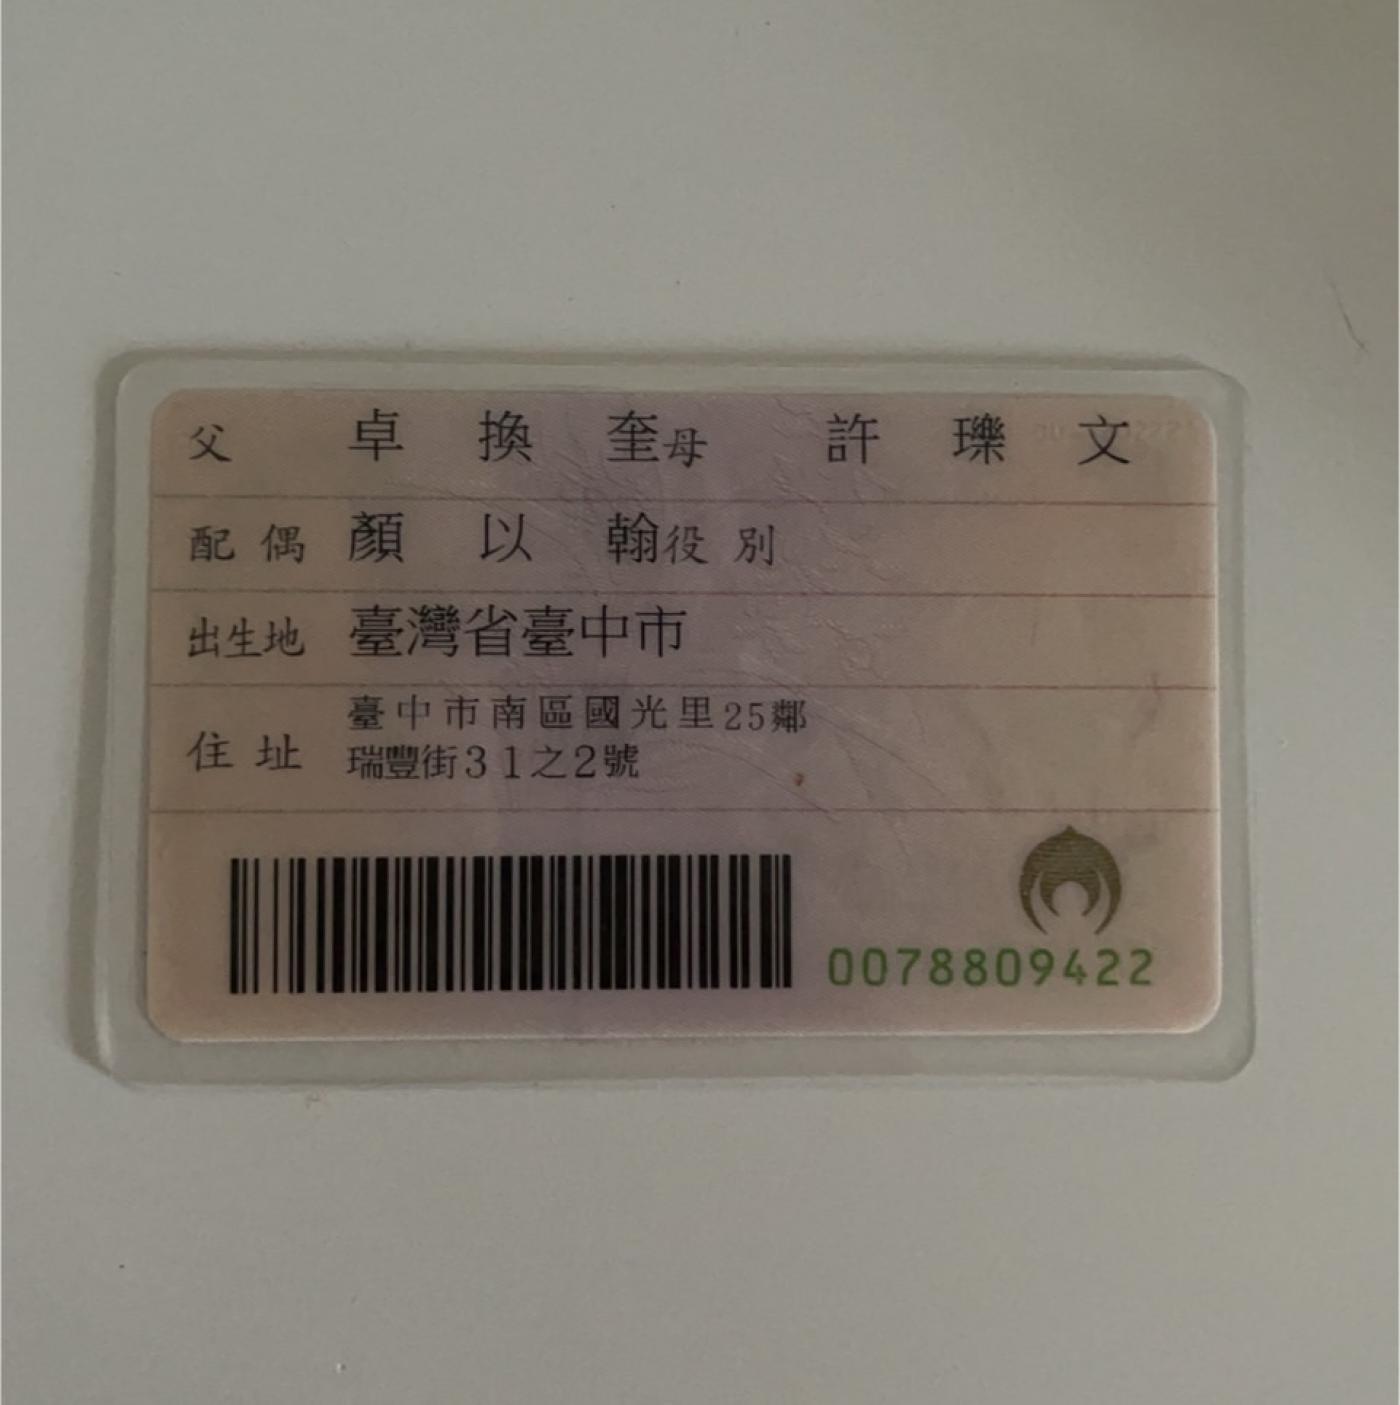 父 卓換奎 母 許瓅文
配偶 顏以翰 役別
出生地 臺灣省臺中市
住址 臺中市南區國光里25鄰
瑞豐街31之2號
0078809422